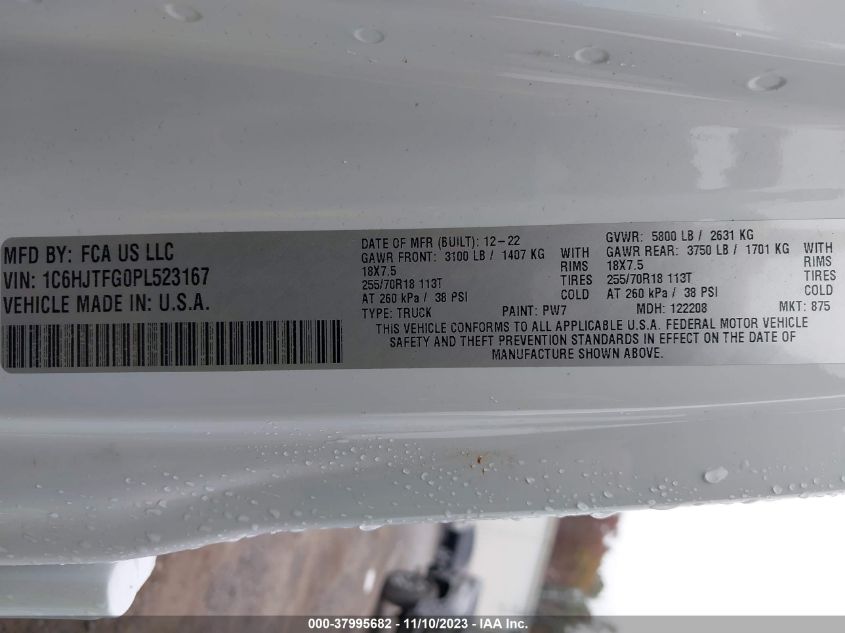 MFD BY: FCA US LLC
VIN: 1C6HJTFG0PL523167
VEHICLE MADE IN: U.S.A.
DATE OF MFR (BUILT): 12-22
GAWR FRONT: 3100 LB / 1407 KG WITH
18X7.5 RIMS
255/70R18 113T TIRES
AT 260 kPa / 38 PSI COLD
GVWR: 5800 LB / 2631 KG
GAWR REAR: 3750 LB / 1701 KG WITH
18X7.5 RIMS
255/70R18 113T TIRES
AT 260 kPa / 38 PSI COLD
TYPE: TRUCK PAINT: PW7 MDH: 122208 MKT: 875
THIS VEHICLE CONFORMS TO ALL APPLICABLE U.S.A. FEDERAL MOTOR VEHICLE
SAFETY AND THEFT PREVENTION STANDARDS IN EFFECT ON THE DATE OF
MANUFACTURE SHOWN ABOVE.
000-37995682 - 11/10/2023 - IAA Inc.